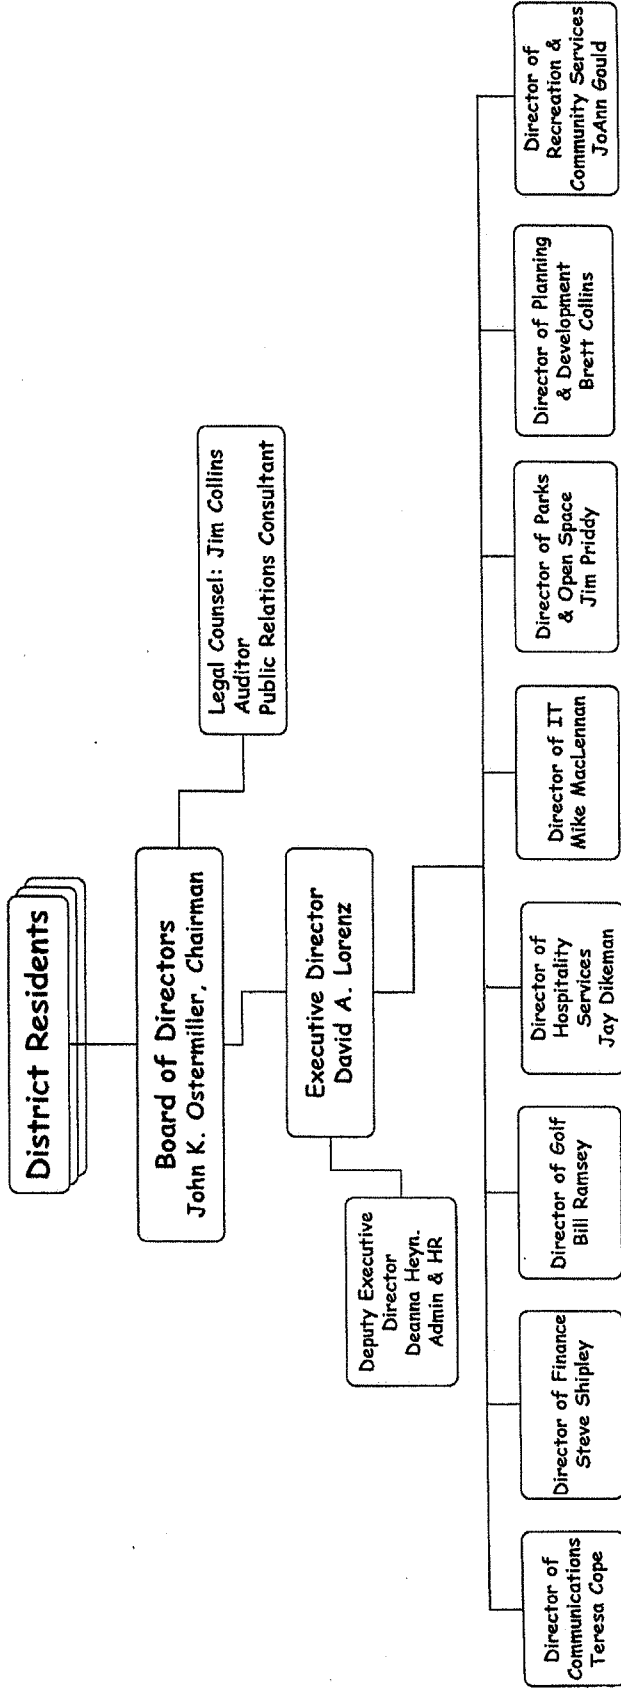 District Residents
Board of Directors
John K. Ostermiller, Chairman
Legal Counsel: Jim Collins
Auditor
Public Relations Consultant
Executive Director
David A. Lorenz
Deputy Executive
Director
Deanna Heyn.
Admin & HR
Director of
Communications
Teresa Cope
Director of Finance
Steve Shipley
Director of Golf
Bill Ramsey
Director of
Hospitality
Services
Jay Dikeman
Director of IT
Mike MacLennan
Director of Parks
& Open Space
Jim Priddy
Director of Planning
& Development
Brett Collins
Director of
Recreation &
Community Services
JoAnn Gould